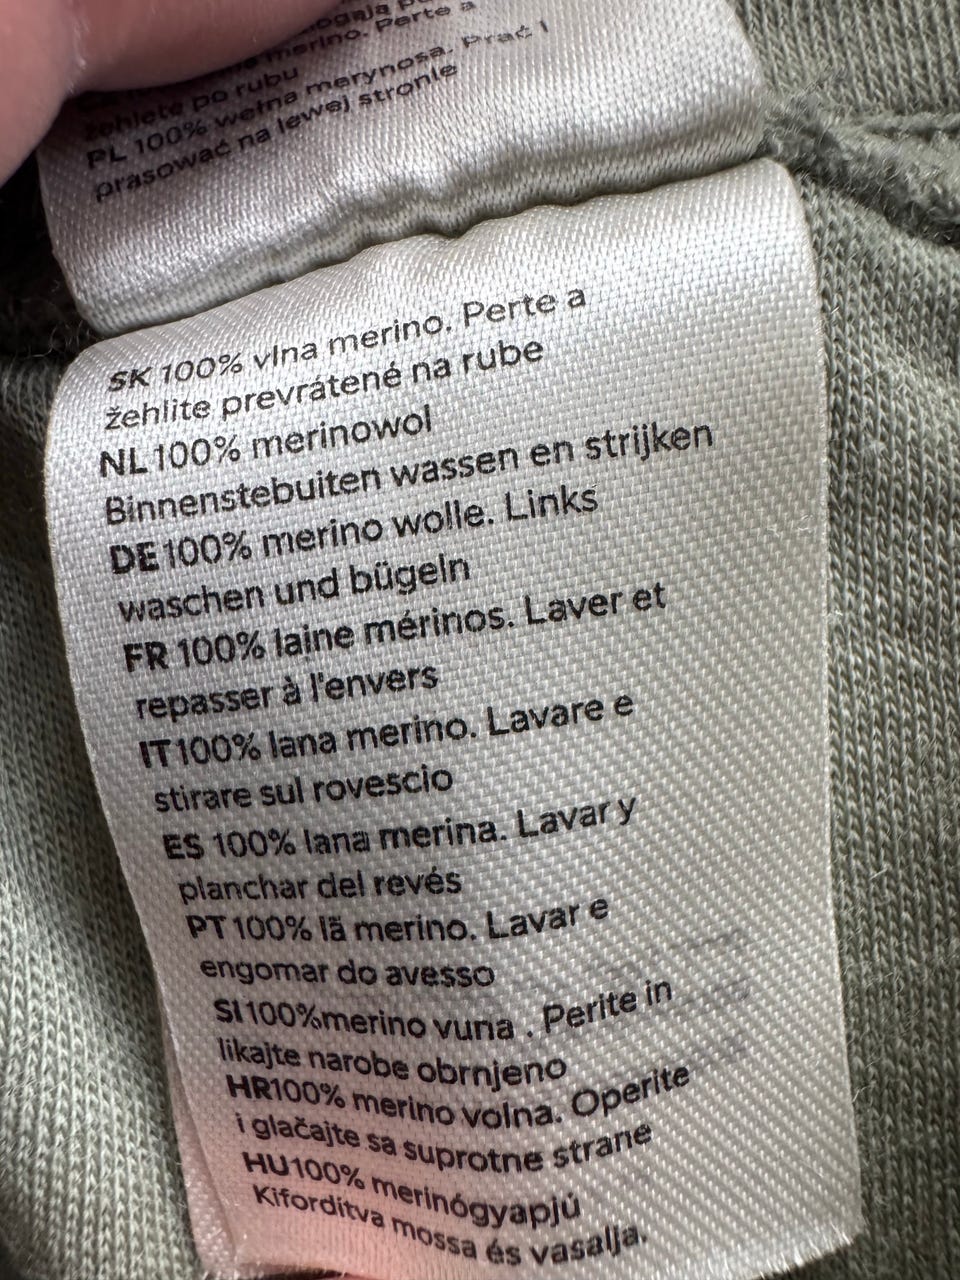 merino. Perte a
žehlete po rubu
PL 100% wełna merynosa. Prać i
prasować na lewej stronie
SK 100% vlna merino. Perte a
žehlite prevrátené na rube
NL 100% merinowol
Binnenstebuiten wassen en strijken
DE 100% merino wolle. Links
waschen und bügeln
FR 100% laine mérinos. Laver et
repasser à l'envers
IT 100% lana merino. Lavare e
stirare sul rovescio
ES 100% lana merina. Lavar y
planchar del revés
PT 100% lã merino. Lavar e
engomar do avesso
SI 100%merino vuna . Perite in
likajte narobe obrnjeno
HR100% merino volna. Operite
i glačajte sa suprotne strane
HU100% merinógyapjú
Kifordítva mossa és vasalja.